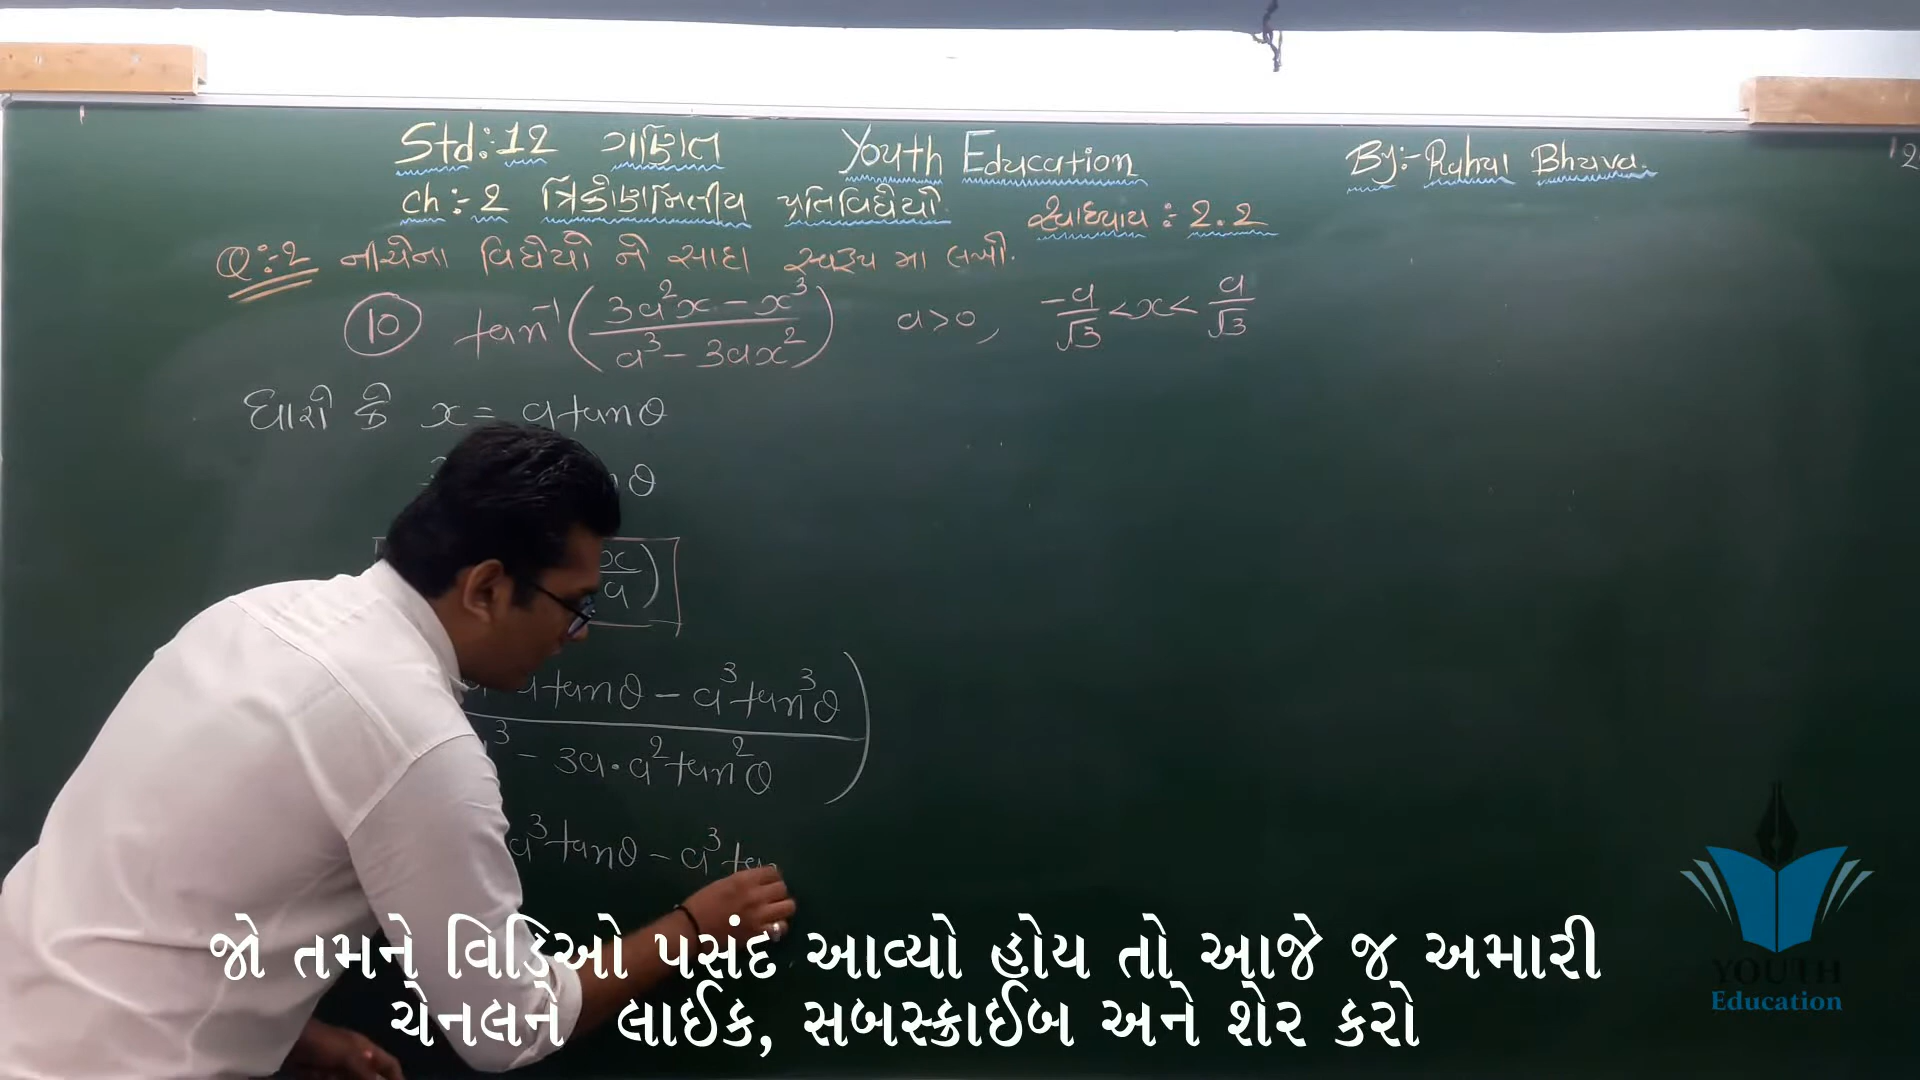 Std:-12 ગણિત Youth Education By:- Rahul Bhuva.
ch:-2 ત્રિકોણમિતીય પ્રતિવિધેયો સ્વાધ્યાય :- 2.2
Q:-2 નીચેના વિધેયો ને સાદા સ્વરૂપ મા લખો.
10 tan⁻¹((3a²x - x³)/(a³ - 3ax²)) a>0, -a/√3 < x < a/√3
ધારો કે x = a tanθ
θ
x/a)
tanθ - a³tan³θ)
³ - 3a·a²tan²θ
a³tanθ - a³tan
જો તમને વિડિઓ પસંદ આવ્યો હોય તો આજે જ અમારી
ચેનલને લાઈક, સબસ્ક્રાઈબ અને શેર કરો
YOUTH
Education